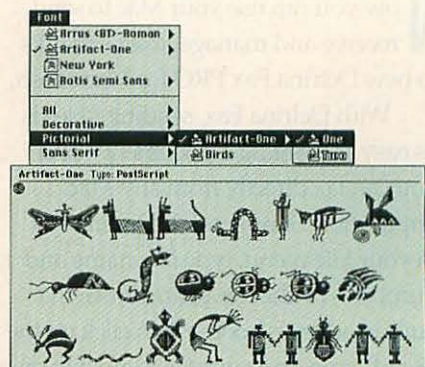 Font
Arrus <BD-Roman
Artifact-One
New York
Rotis Semi Sans
All
Decorative
Pictorial
Artifact-One
One
Sans Serif
Birds
Two
Artifact-One Type: PostScript